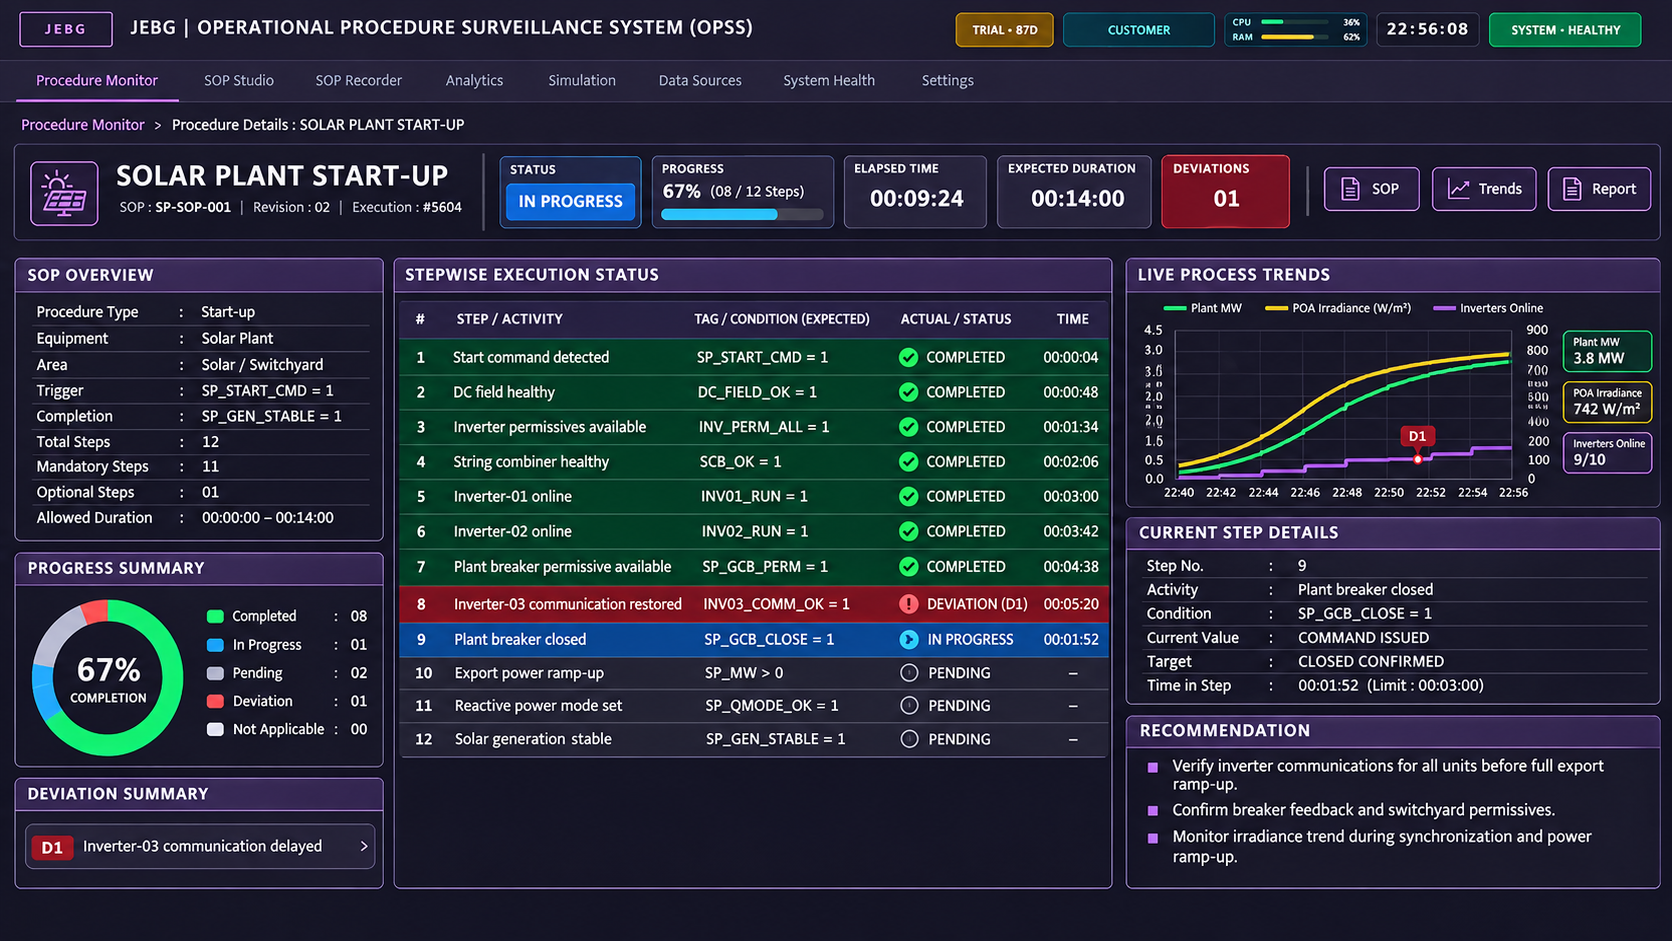 JEBG
JEBG | OPERATIONAL PROCEDURE SURVEILLANCE SYSTEM (OPSS)
TRIAL • 87D
CUSTOMER
CPU 36%
RAM 62%
22:56:08
SYSTEM • HEALTHY
Procedure Monitor
SOP Studio
SOP Recorder
Analytics
Simulation
Data Sources
System Health
Settings
Procedure Monitor > Procedure Details : SOLAR PLANT START-UP
SOLAR PLANT START-UP
SOP : SP-SOP-001 | Revision : 02 | Execution : #5604
STATUS
IN PROGRESS
PROGRESS
67% (08 / 12 Steps)
ELAPSED TIME
00:09:24
EXPECTED DURATION
00:14:00
DEVIATIONS
01
SOP
Trends
Report
SOP OVERVIEW
Procedure Type : Start-up
Equipment : Solar Plant
Area : Solar / Switchyard
Trigger : SP_START_CMD = 1
Completion : SP_GEN_STABLE = 1
Total Steps : 12
Mandatory Steps : 11
Optional Steps : 01
Allowed Duration : 00:00:00 – 00:14:00
PROGRESS SUMMARY
67%
COMPLETION
Completed : 08
In Progress : 01
Pending : 02
Deviation : 01
Not Applicable : 00
DEVIATION SUMMARY
D1 Inverter-03 communication delayed >
STEPWISE EXECUTION STATUS
# STEP / ACTIVITY TAG / CONDITION (EXPECTED) ACTUAL / STATUS TIME
1 Start command detected SP_START_CMD = 1 COMPLETED 00:00:04
2 DC field healthy DC_FIELD_OK = 1 COMPLETED 00:00:48
3 Inverter permissives available INV_PERM_ALL = 1 COMPLETED 00:01:34
4 String combiner healthy SCB_OK = 1 COMPLETED 00:02:06
5 Inverter-01 online INV01_RUN = 1 COMPLETED 00:03:00
6 Inverter-02 online INV02_RUN = 1 COMPLETED 00:03:42
7 Plant breaker permissive available SP_GCB_PERM = 1 COMPLETED 00:04:38
8 Inverter-03 communication restored INV03_COMM_OK = 1 DEVIATION (D1) 00:05:20
9 Plant breaker closed SP_GCB_CLOSE = 1 IN PROGRESS 00:01:52
10 Export power ramp-up SP_MW > 0 PENDING –
11 Reactive power mode set SP_QMODE_OK = 1 PENDING –
12 Solar generation stable SP_GEN_STABLE = 1 PENDING –
LIVE PROCESS TRENDS
Plant MW
POA Irradiance (W/m²)
Inverters Online
4.5
3.0
3.0
2.0
1.5
0.5
0.0
900
800
700
400
200
100
0
D1
22:40 22:42 22:44 22:46 22:48 22:50 22:52 22:54 22:56
Plant MW
3.8 MW
POA Irradiance
742 W/m²
Inverters Online
9/10
CURRENT STEP DETAILS
Step No. : 9
Activity : Plant breaker closed
Condition : SP_GCB_CLOSE = 1
Current Value : COMMAND ISSUED
Target : CLOSED CONFIRMED
Time in Step : 00:01:52 (Limit : 00:03:00)
RECOMMENDATION
Verify inverter communications for all units before full export
ramp-up.
Confirm breaker feedback and switchyard permissives.
Monitor irradiance trend during synchronization and power
ramp-up.